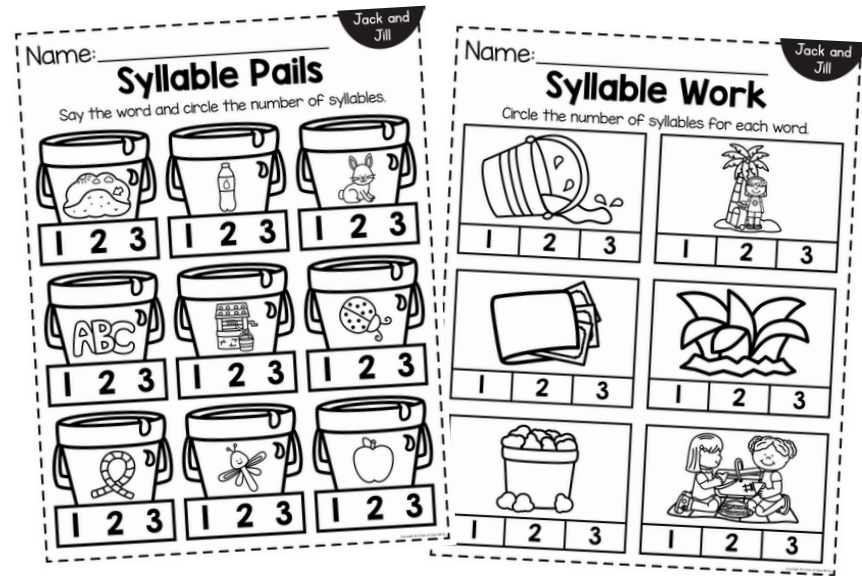 Jack and
Jill
Name:
Syllable Pails
Say the word and circle the number of syllables.
1 2 3
1 2 3
1 2 3
ABC
1 2 3
1 2 3
1 2 3
1 2 3
1 2 3
1 2 3
Jack and
Jill
Name:
Syllable Work
Circle the number of syllables for each word.
1 2 3
1 2 3
1 2 3
1 2 3
1 2 3
1 2 3